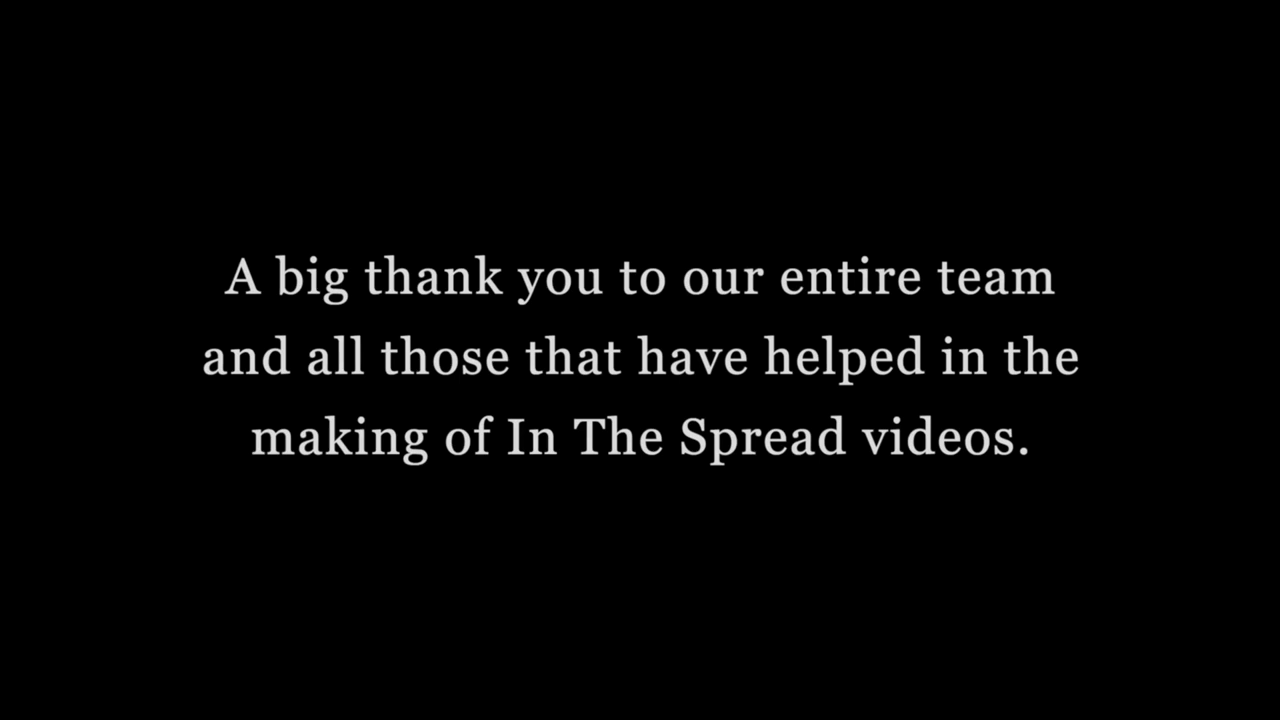 A big thank you to our entire team
and all those that have helped in the
making of In The Spread videos.